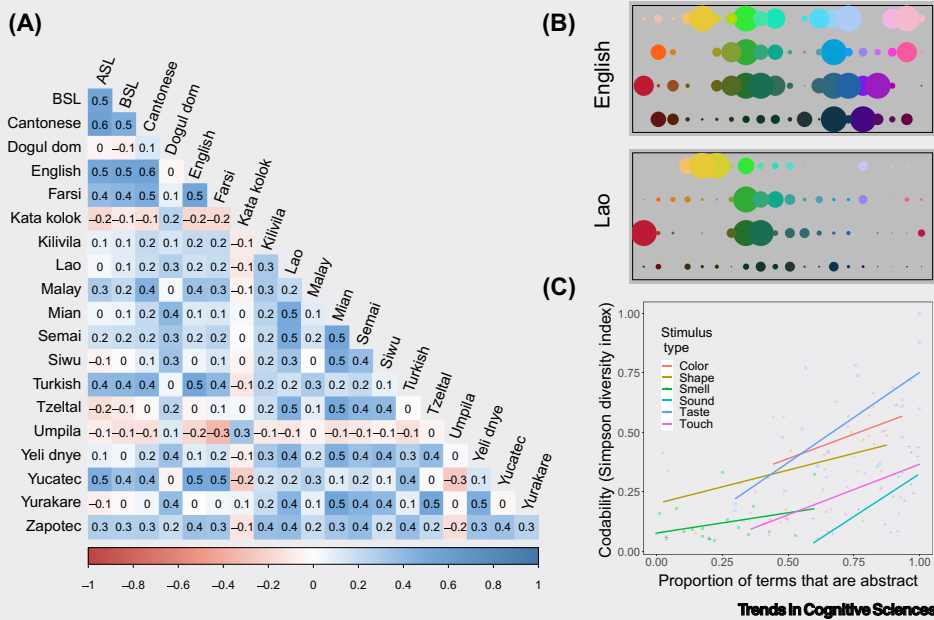 (A)
ASL
BSL
Cantonese
Dogul dom
English
Farsi
Kata kolok
Kilivila
Lao
Malay
Mian
Semai
Siwu
Turkish
Tzeltal
Umpila
Yeli dnye
Yucatec
Yurakare
BSL 0.5
Cantonese 0.6 0.5
Dogul dom 0 −0.1 0.1
English 0.5 0.5 0.6 0
Farsi 0.4 0.4 0.5 0.1 0.5
Kata kolok −0.2 −0.1 −0.1 0.2 −0.2 −0.2
Kilivila 0.1 0.1 0.2 0.1 0.2 0.2 −0.1
Lao 0 0.1 0.2 0.3 0.2 0.2 −0.1 0.3
Malay 0.3 0.2 0.4 0 0.4 0.3 −0.1 0.3 0.2
Mian 0 0.1 0.2 0.4 0.1 0.2 0 0.2 0.5 0.1
Semai 0.2 0.2 0.2 0.3 0.2 0.2 0 0.2 0.5 0.2 0.5
Siwu −0.1 0 0.1 0.3 0 0.1 0 0.2 0.3 0 0.5 0.4
Turkish 0.4 0.4 0.4 0 0.5 0.4 −0.1 0.2 0.2 0.3 0.2 0.2 0.1
Tzeltal −0.2 −0.1 0 0.2 0 0.1 0 0.2 0.5 0.1 0.5 0.4 0.4 0
Umpila −0.1 −0.1 −0.1 0.1 −0.2 −0.3 0.3 −0.1 −0.1 0 −0.1 −0.1 −0.1 −0.1 0
Yeli dnye 0.1 0 0.2 0.4 0.1 0.2 0 0.3 0.4 0.2 0.4 0.4 0.4 0.3 0.4 0
Yucatec 0.5 0.4 0.4 0 0.5 0.5 −0.2 0.2 0.2 0.3 0.1 0.2 0.2 0.4 0 −0.3 0.1
Yurakare −0.1 0 0 0.4 0 0 0 0.2 0.4 0.1 0.5 0.4 0.4 0.2 0.5 0 0.5 0
Zapotec 0.3 0.3 0.3 0.2 0.4 0.3 −0.1 0.4 0.4 0.2 0.3 0.4 0.2 0.4 0.2 −0.2 0.3 0.4 0.3
−1 −0.8 −0.6 −0.4 −0.2 0 0.2 0.4 0.6 0.8 1
(B)
English
Lao
(C)
Codability (Simpson diversity index)
1.00
0.75
0.50
0.25
0.00
Stimulus
type
Color
Shape
Smell
Sound
Taste
Touch
0.00 0.25 0.50 0.75 1.00
Proportion of terms that are abstract
Trends in Cognitive Sciences